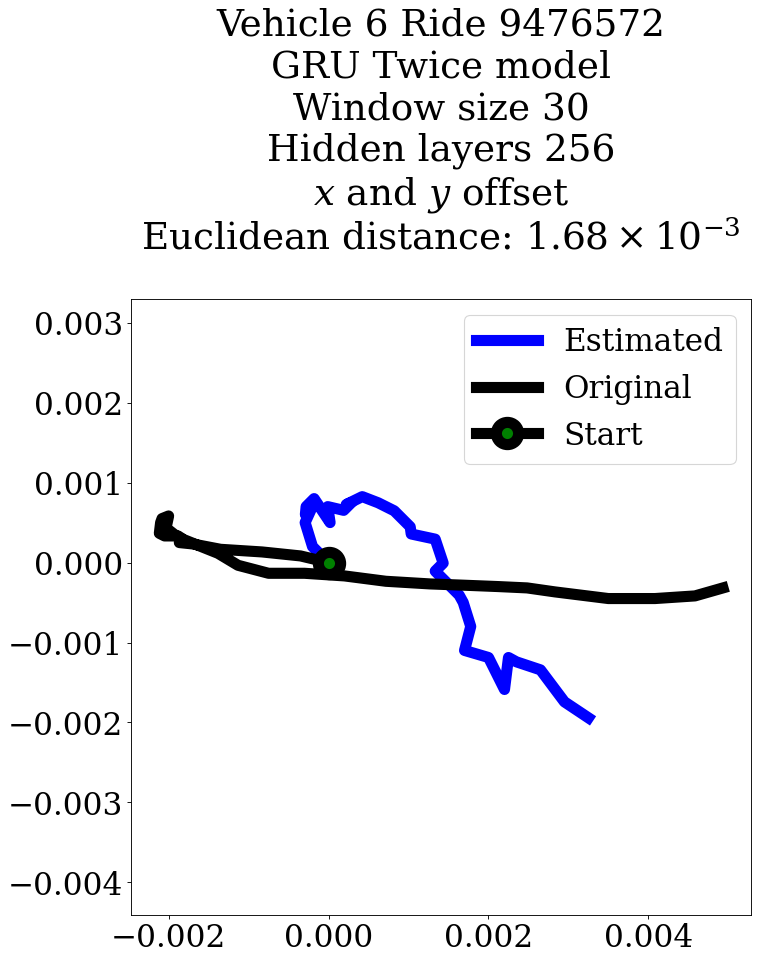 Vehicle 6 Ride 9476572
GRU Twice model
Window size 30
Hidden layers 256
x and y offset
Euclidean distance: 1.68 × 10⁻³
Estimated
Original
Start
0.003
0.002
0.001
0.000
−0.001
−0.002
−0.003
−0.004
−0.002 0.000 0.002 0.004